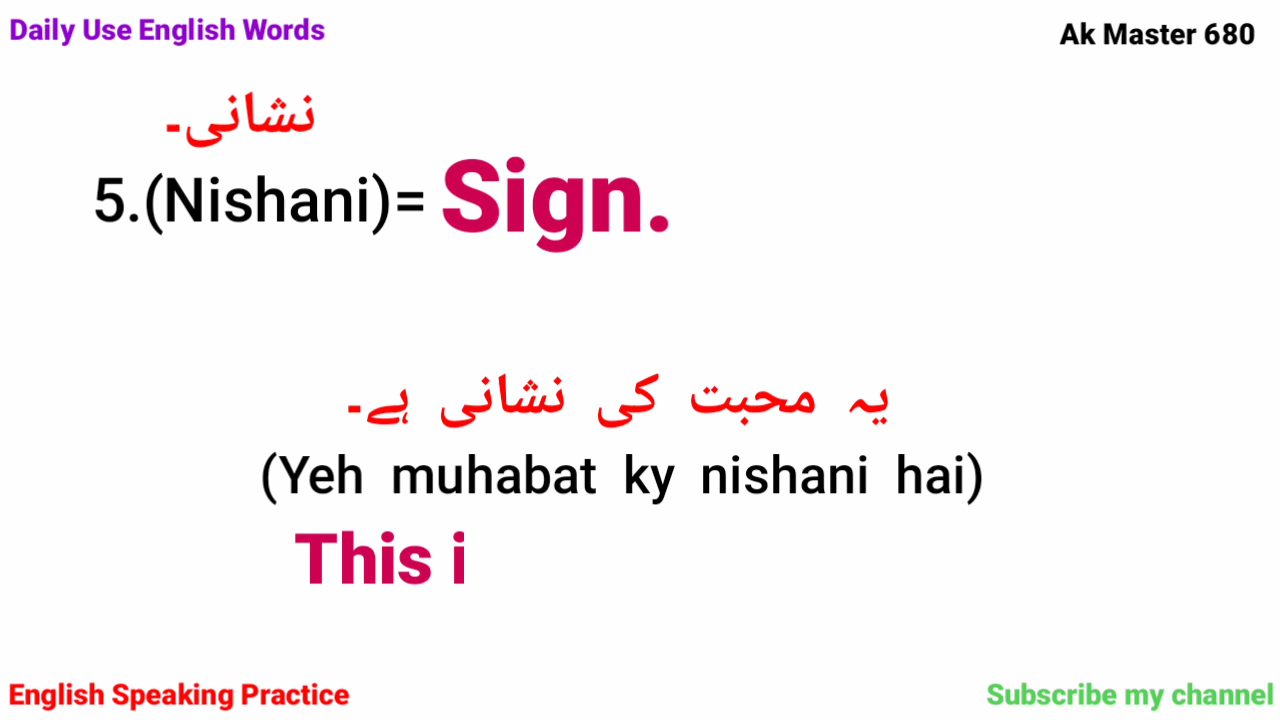 Daily Use English Words
Ak Master 680
نشانی۔
5.(Nishani)= Sign.
یہ محبت کی نشانی ہے۔
(Yeh muhabat ky nishani hai)
This i
English Speaking Practice
Subscribe my channel